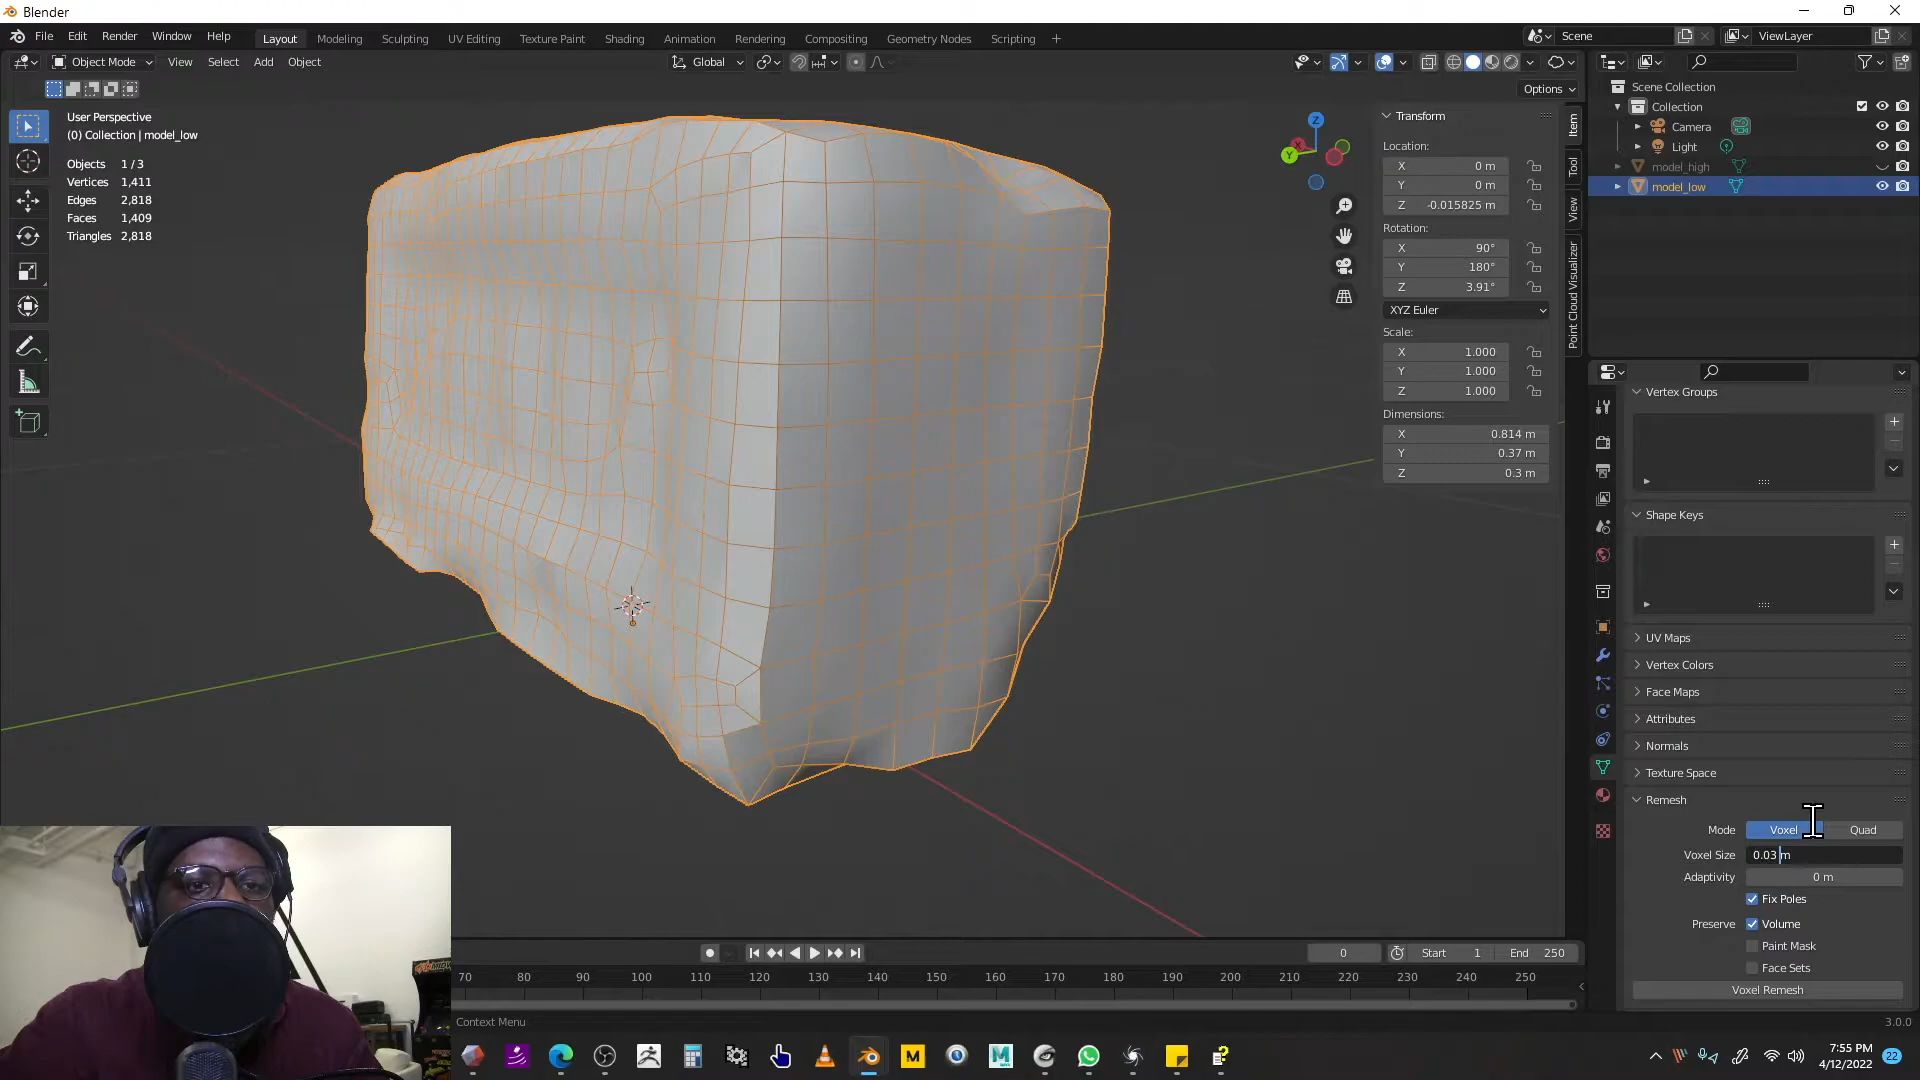 Blender
File Edit Render Window Help
Layout Modeling Sculpting UV Editing Texture Paint Shading Animation Rendering Compositing Geometry Nodes Scripting +
Scene
ViewLayer
Object Mode View Select Add Object
Global
Options
User Perspective
(0) Collection | model_low
Objects 1 / 3
Vertices 1,411
Edges 2,818
Faces 1,409
Triangles 2,818
Z
Y
Transform
Location:
X 0 m
Y 0 m
Z -0.015825 m
Rotation:
X 90°
Y 180°
Z 3.91°
XYZ Euler
Scale:
X 1.000
Y 1.000
Z 1.000
Dimensions:
X 0.814 m
Y 0.37 m
Z 0.3 m
Item
Tool
View
Point Cloud Visualizer
Scene Collection
Collection
Camera
Light
model_high
model_low
Vertex Groups
Shape Keys
UV Maps
Vertex Colors
Face Maps
Attributes
Normals
Texture Space
Remesh
Mode Voxel Quad
Voxel Size 0.03 m
Adaptivity 0 m
Fix Poles
Preserve Volume
Paint Mask
Face Sets
Voxel Remesh
0 Start 1 End 250
70 80 90 100 110 120 130 140 150 160 170 180 190 200 210 220 230 240 250
Context Menu
3.0.0
M
M
7:55 PM
4/12/2022
22